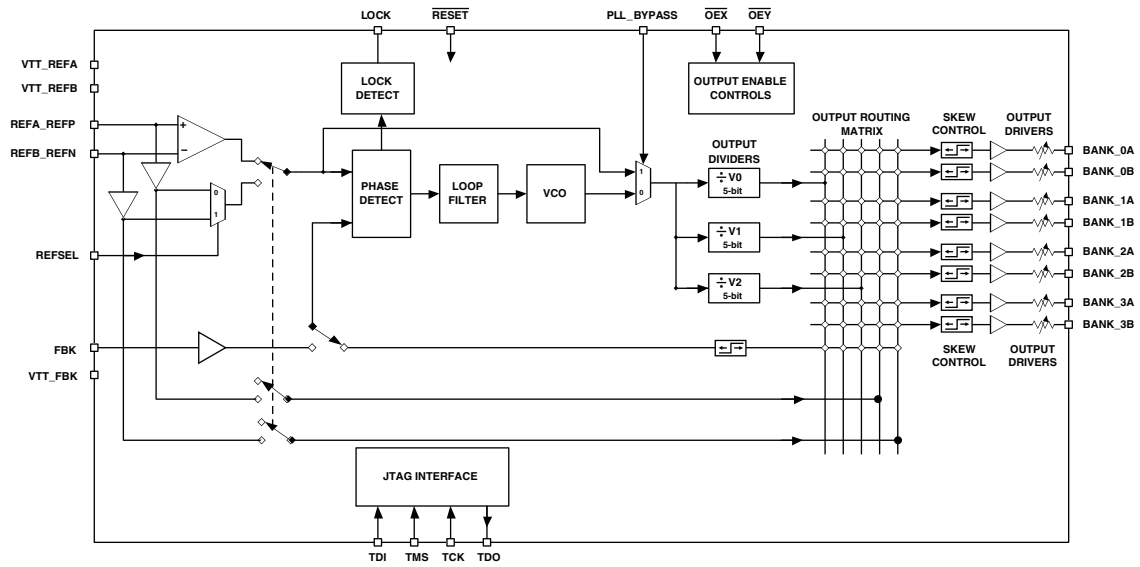 LOCK
RESET
PLL_BYPASS
OEX
OEY
VTT_REFA
VTT_REFB
REFA_REFP
REFB_REFN
REFSEL
FBK
VTT_FBK
+
–
0
1
LOCK
DETECT
PHASE
DETECT
LOOP
FILTER
VCO
1
0
OUTPUT ENABLE
CONTROLS
OUTPUT
DIVIDERS
÷ V0
5-bit
÷ V1
5-bit
÷ V2
5-bit
OUTPUT ROUTING
MATRIX
SKEW
CONTROL
OUTPUT
DRIVERS
BANK_0A
BANK_0B
BANK_1A
BANK_1B
BANK_2A
BANK_2B
BANK_3A
BANK_3B
SKEW
CONTROL
OUTPUT
DRIVERS
JTAG INTERFACE
TDI
TMS
TCK
TDO